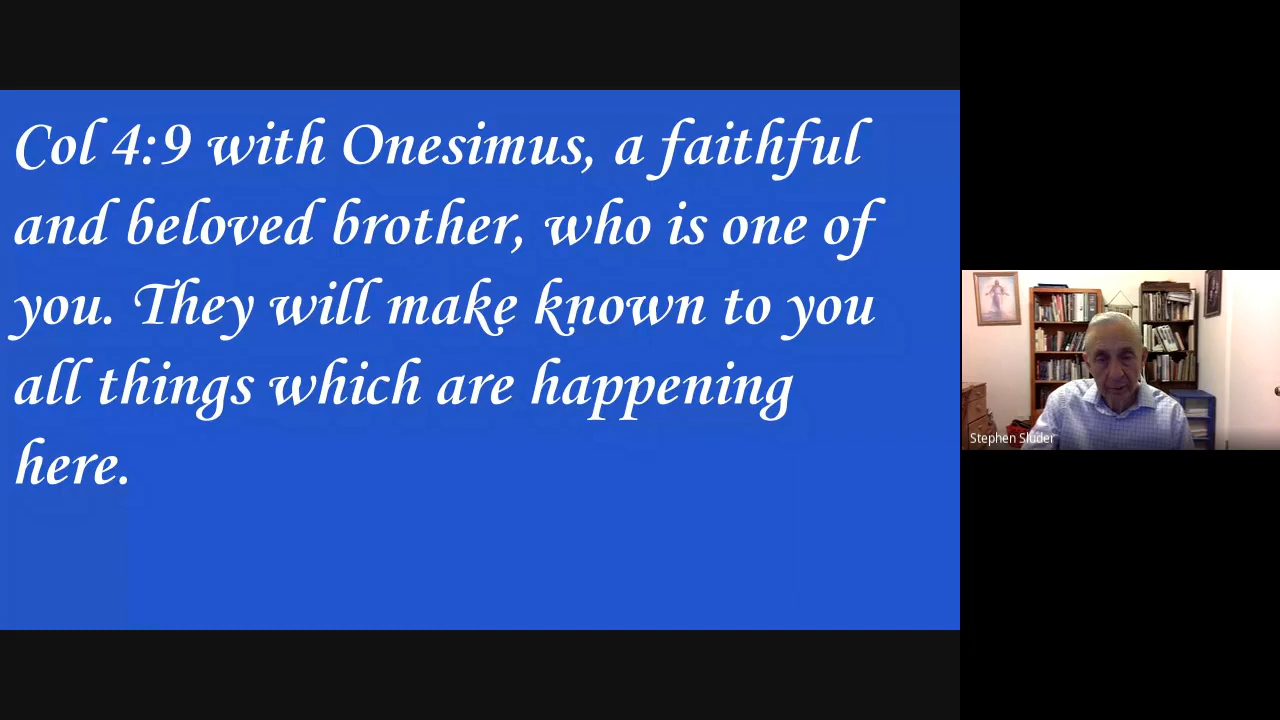 Col 4:9 with Onesimus, a faithful
and beloved brother, who is one of
you. They will make known to you
all things which are happening
here.
Stephen Sluder